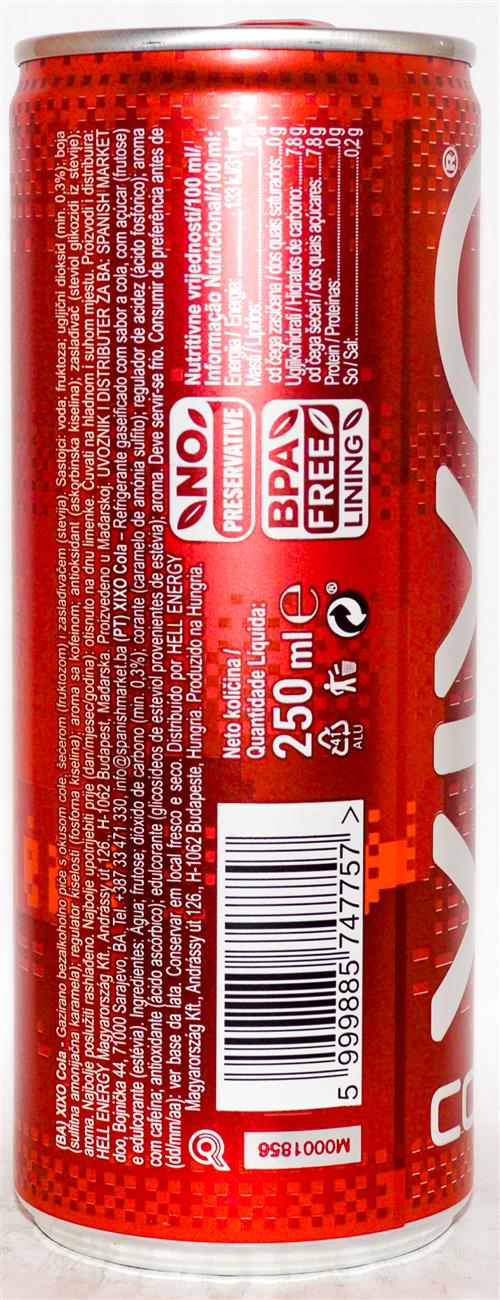 (BA) XIXO Cola - Gazirano bezalkoholno piće s okusom cole, šećerom (fruktozom) i zaslađivačem (stevija). Sastojci: voda; fruktoza; ugljični dioksid (min. 0,3%); boja
(sulfitna amonijačna karamela); regulator kiselosti (fosforna kiselina); aroma sa kofeinom; antioksidant (askorbinska kiselina); zaslađivač (steviol glikozidi iz stevije);
aroma. Najbolje poslužiti rashlađeno. Najbolje upotrijebiti prije (dan/mjesec/godina): otisnuto na dnu limenke. Čuvati na hladnom i suhom mjestu. Proizvodi i distribuira:
HELL ENERGY Magyarország Kft., Andrássy út 126., H-1062 Budapest, Mađarska. Proizvedeno u Mađarskoj. UVOZNIK I DISTRIBUTER ZA BA: SPANISH MARKET
doo, Bojnička 44, 71000 Sarajevo, BA, Tel. +387 33 471 330, info@spanishmarket.ba (PT) XIXO Cola – Refrigerante gaseificado com sabor a cola, com açúcar (frutose)
e edulcorante (estévia). Ingredientes: Água; frutose; dióxido de carbono (min. 0,3%); corante (caramelo de amónia sulfito); regulador de acidez (ácido fosfórico); aroma
com cafeína; antioxidante (ácido ascórbico); edulcorante (glicosídeos de esteviol provenientes de estévia); aroma. Deve servir-se frio. Consumir de preferência antes de
(dd/mm/aa): ver base da lata. Conservar em local fresco e seco. Distribuído por HELL ENERGY
Magyarország Kft., Andrássy út 126., H-1062 Budapeste, Hungria. Produzido na Hungria.
Nutritivne vrijednosti/100 ml/
Informação Nutricional/100 ml:
Energija / Energia: 133 kJ/31 kcal
Masti / Lípidos: .0 g
od čega zasićena / dos quais saturados: .0 g
Ugljikohidrati / Hidratos de carbono: 7,8 g
od čega šećeri / dos quais açúcares: 7,8 g
Protein / Proteínas: .0 g
So / Sal: 0,2 g
NO
PRESERVATIVE
BPA
FREE
LINING
Neto količina /
Quantidade Líquida:
250 ml e
41
ALU
®
5 999885 747757 >
M0001856
XIXO
®
CO